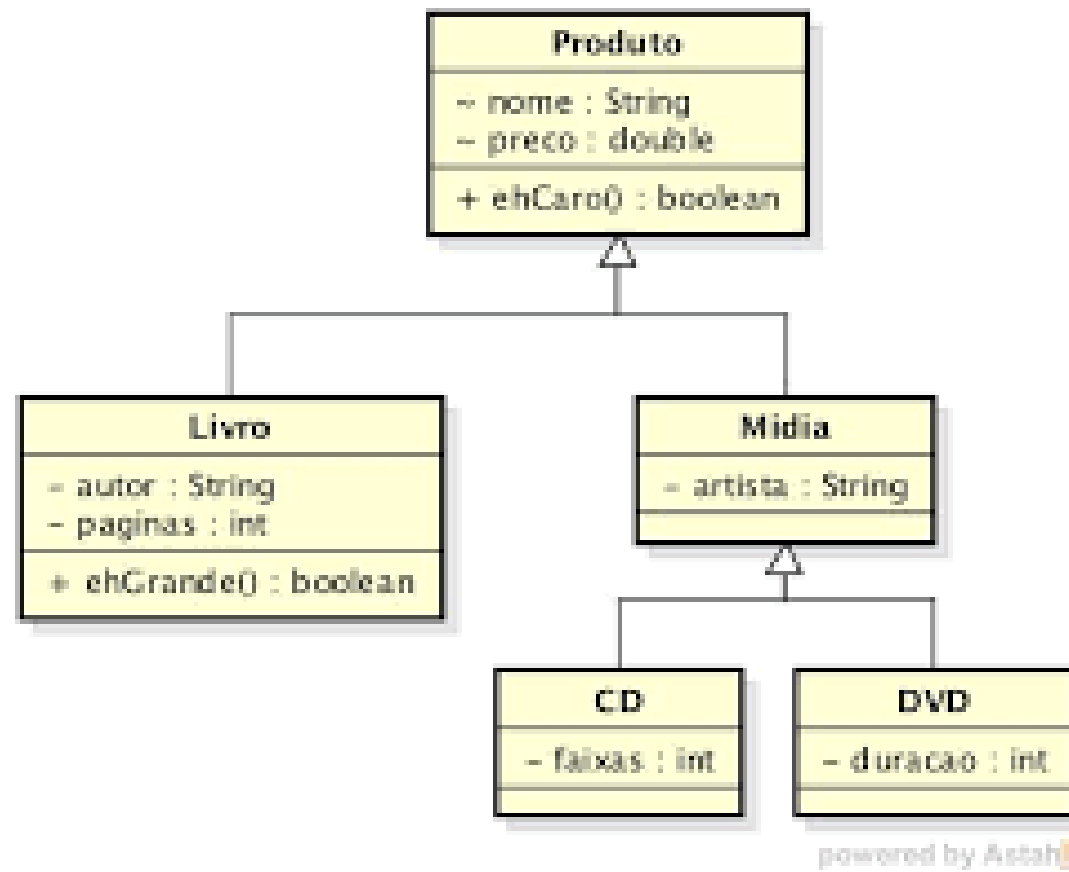 Produto
~ nome : String
~ preco : double
+ ehCaro() : boolean
Livro
- autor : String
- paginas : int
+ ehGrande() : boolean
Midia
- artista : String
CD
- faixas : int
DVD
- duracao : int
powered by Astah